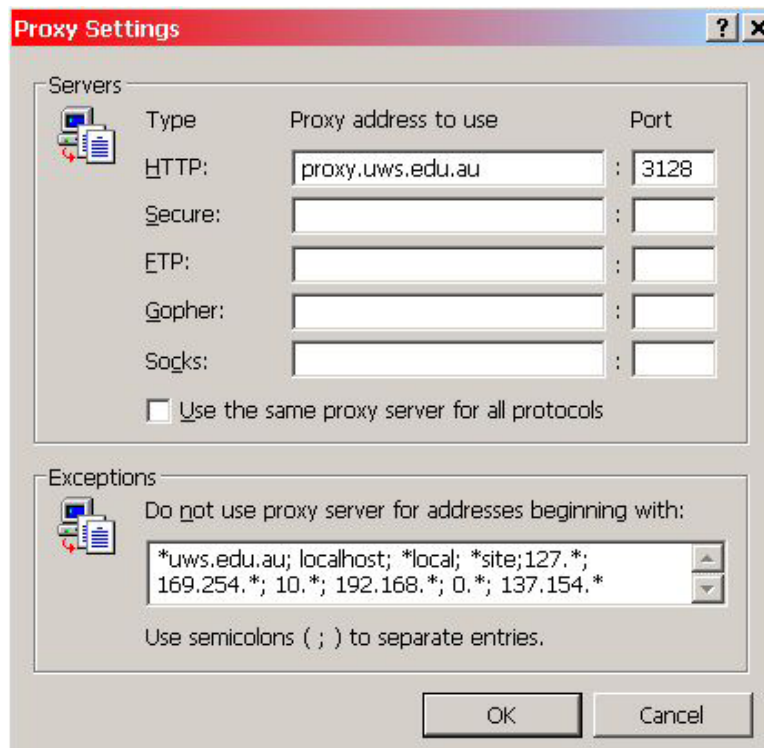 Proxy Settings
Servers
Type Proxy address to use Port
HTTP: proxy.uws.edu.au : 3128
Secure: :
FTP: :
Gopher: :
Socks: :
Use the same proxy server for all protocols
Exceptions
Do not use proxy server for addresses beginning with:
*uws.edu.au; localhost; *local; *site;127.*;
169.254.*; 10.*; 192.168.*; 0.*; 137.154.*
Use semicolons ( ; ) to separate entries.
OK Cancel